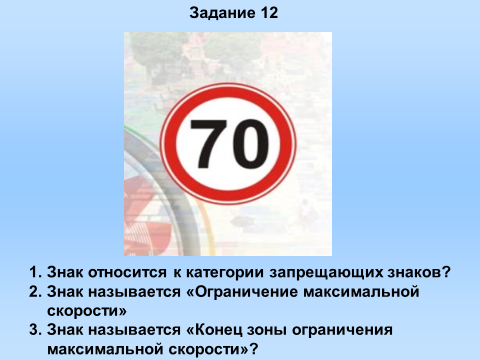 Задание 12
70
1. Знак относится к категории запрещающих знаков?
2. Знак называется «Ограничение максимальной
скорости»
3. Знак называется «Конец зоны ограничения
максимальной скорости»?